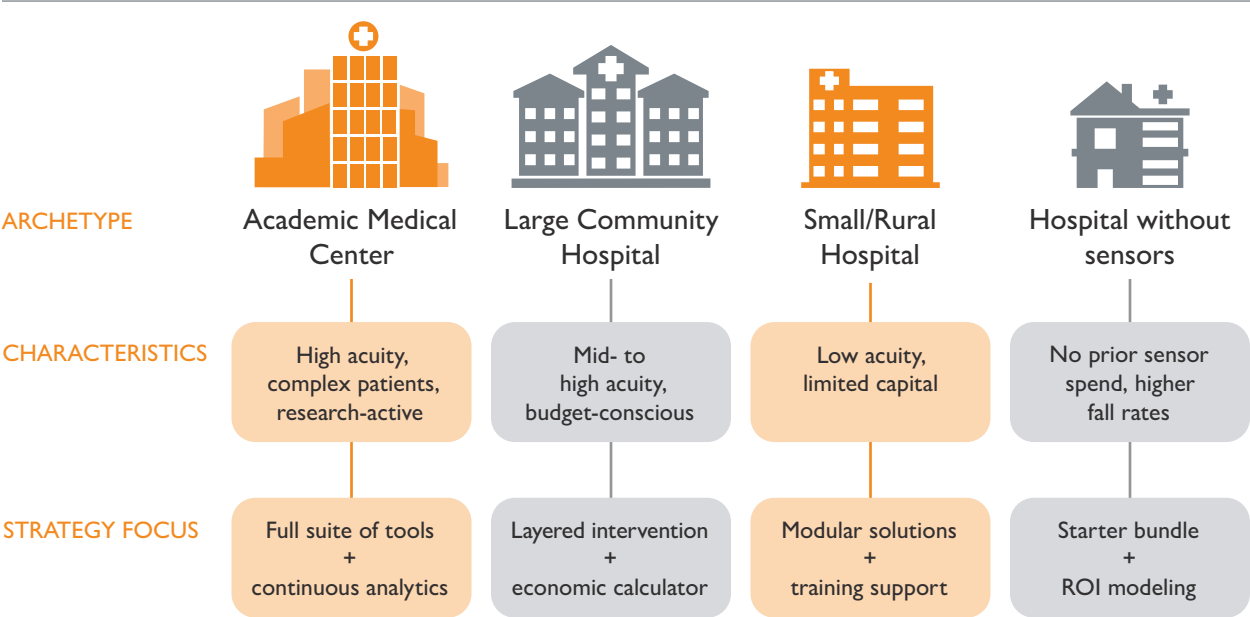 ARCHETYPE
Academic Medical
Center
Large Community
Hospital
Small/Rural
Hospital
Hospital without
sensors
CHARACTERISTICS
High acuity,
complex patients,
research-active
Mid- to
high acuity,
budget-conscious
Low acuity,
limited capital
No prior sensor
spend, higher
fall rates
STRATEGY FOCUS
Full suite of tools
+
continuous analytics
Layered intervention
+
economic calculator
Modular solutions
+
training support
Starter bundle
+
ROI modeling